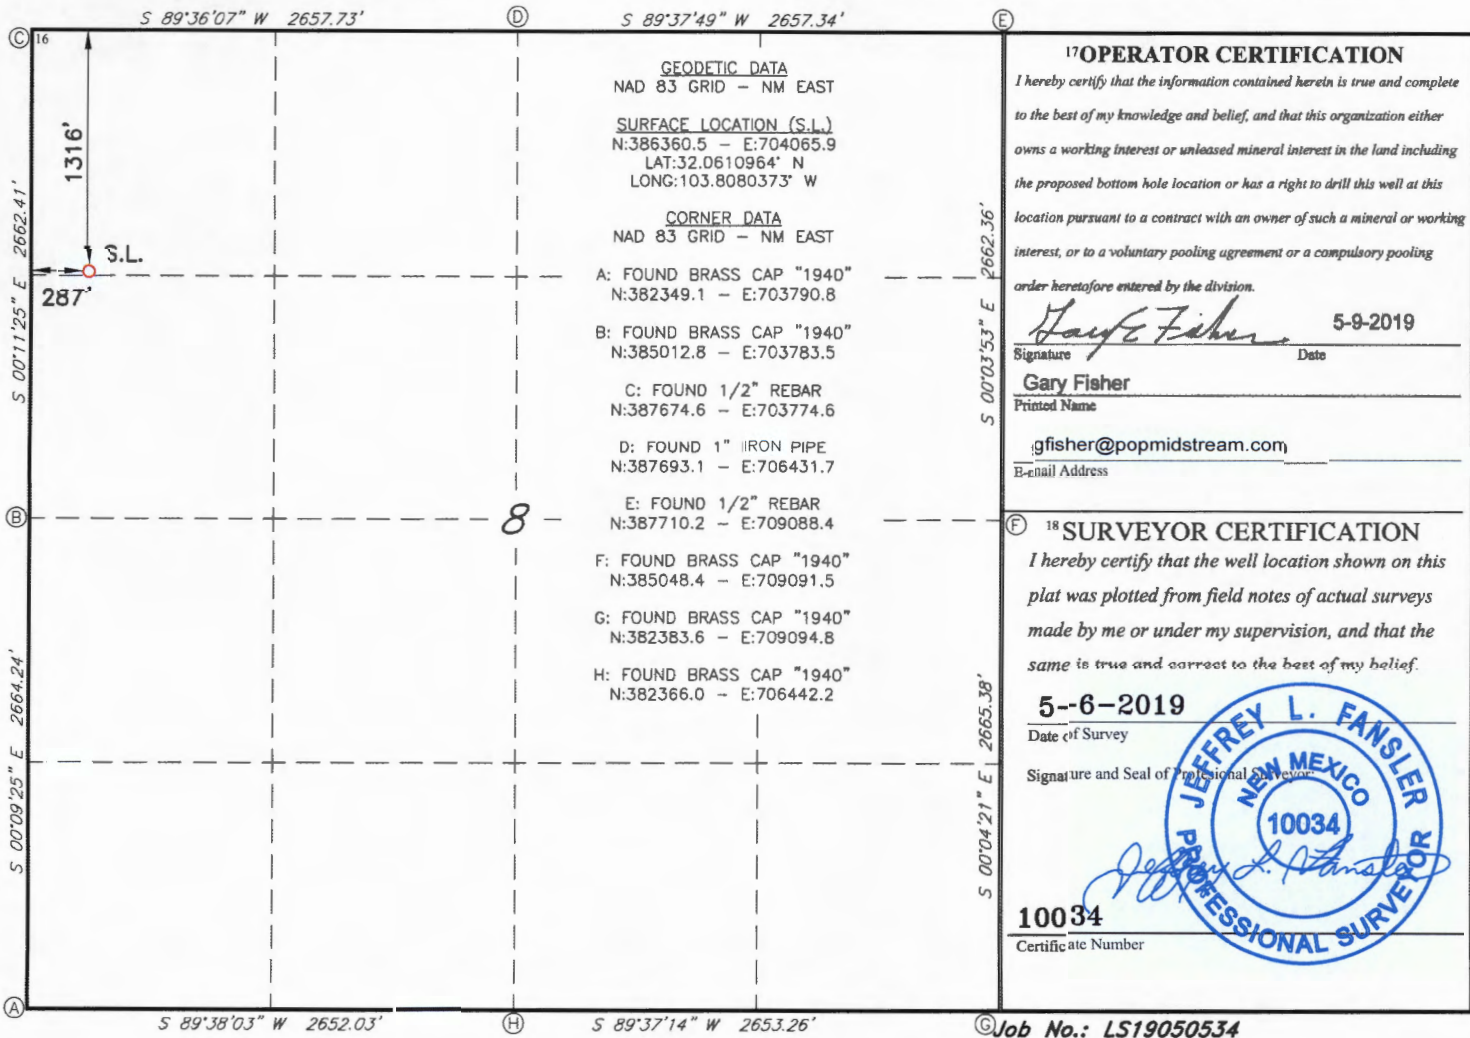 S 89°36'07" W 2657.73'
D
S 89°37'49" W 2657.34'
E
C
16
1316'
S.L.
287'
S 00°11'25" E 2662.41'
B
S 00°09'25" E 2664.24'
A
8
GEODETIC DATA
NAD 83 GRID - NM EAST
SURFACE LOCATION (S.L.)
N:386360.5 - E:704065.9
LAT:32.0610964° N
LONG:103.8080373° W
CORNER DATA
NAD 83 GRID - NM EAST
A: FOUND BRASS CAP "1940"
N:382349.1 - E:703790.8
B: FOUND BRASS CAP "1940"
N:385012.8 - E:703783.5
C: FOUND 1/2" REBAR
N:387674.6 - E:703774.6
D: FOUND 1" IRON PIPE
N:387693.1 - E:706431.7
E: FOUND 1/2" REBAR
N:387710.2 - E:709088.4
F: FOUND BRASS CAP "1940"
N:385048.4 - E:709091.5
G: FOUND BRASS CAP "1940"
N:382383.6 - E:709094.8
H: FOUND BRASS CAP "1940"
N:382366.0 - E:706442.2
S 00°03'53" E 2662.36'
S 00°04'21" E 2665.38'
S 89°38'03" W 2652.03'
H
S 89°37'14" W 2653.26'
G
17 OPERATOR CERTIFICATION
I hereby certify that the information contained herein is true and complete
to the best of my knowledge and belief, and that this organization either
owns a working interest or unleased mineral interest in the land including
the proposed bottom hole location or has a right to drill this well at this
location pursuant to a contract with an owner of such a mineral or working
interest, or to a voluntary pooling agreement or a compulsory pooling
order heretofore entered by the division.
Gary E Fisher 5-9-2019
Signature Date
Gary Fisher
Printed Name
gfisher@popmidstream.com
E-mail Address
F
18 SURVEYOR CERTIFICATION
I hereby certify that the well location shown on this
plat was plotted from field notes of actual surveys
made by me or under my supervision, and that the
same is true and correct to the best of my belief.
5-6-2019
Date of Survey
Signature and Seal of Profesional Surveyor:
JEFFREY L. FANSLER
NEW MEXICO
10034
PROFESSIONAL SURVEYOR
Jeffrey L. Fansler
10034
Certificate Number
Job No.: LS19050534